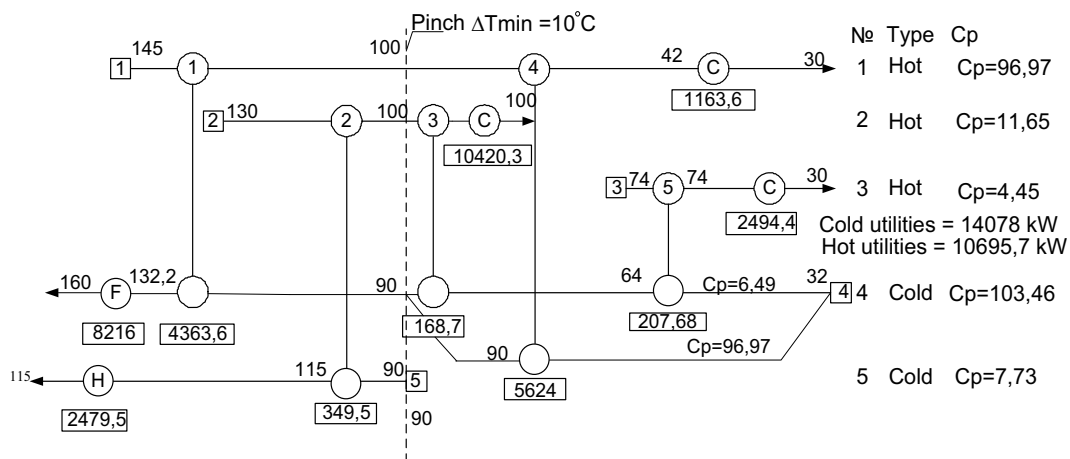 Pinch ΔTmin =10°C
№ Type Cp
145 100 42 30
1 1 4 C
1 Hot Cp=96,97
1163,6
130 100 100
2 2 3 C
2 Hot Cp=11,65
10420,3
74 74 30
3 5 C
3 Hot Cp=4,45
2494,4
Cold utilities = 14078 kW
Hot utilities = 10695,7 kW
160 132,2 90 64 Cp=6,49 32
F 4
4 Cold Cp=103,46
8216 4363,6 168,7 207,68
90 Cp=96,97
115 115 90
H 5
5 Cold Cp=7,73
5624
2479,5 349,5 90